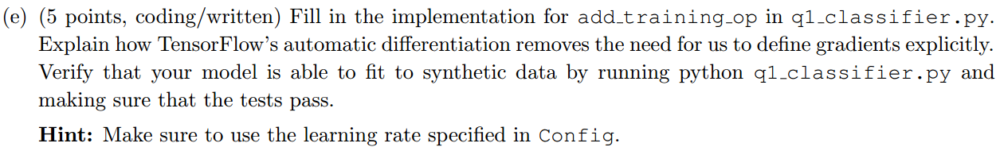 (e) (5 points, coding/written) Fill in the implementation for add_training_op in q1_classifier.py.
Explain how TensorFlow's automatic differentiation removes the need for us to define gradients explicitly.
Verify that your model is able to fit to synthetic data by running python q1_classifier.py and
making sure that the tests pass.
Hint: Make sure to use the learning rate specified in Config.